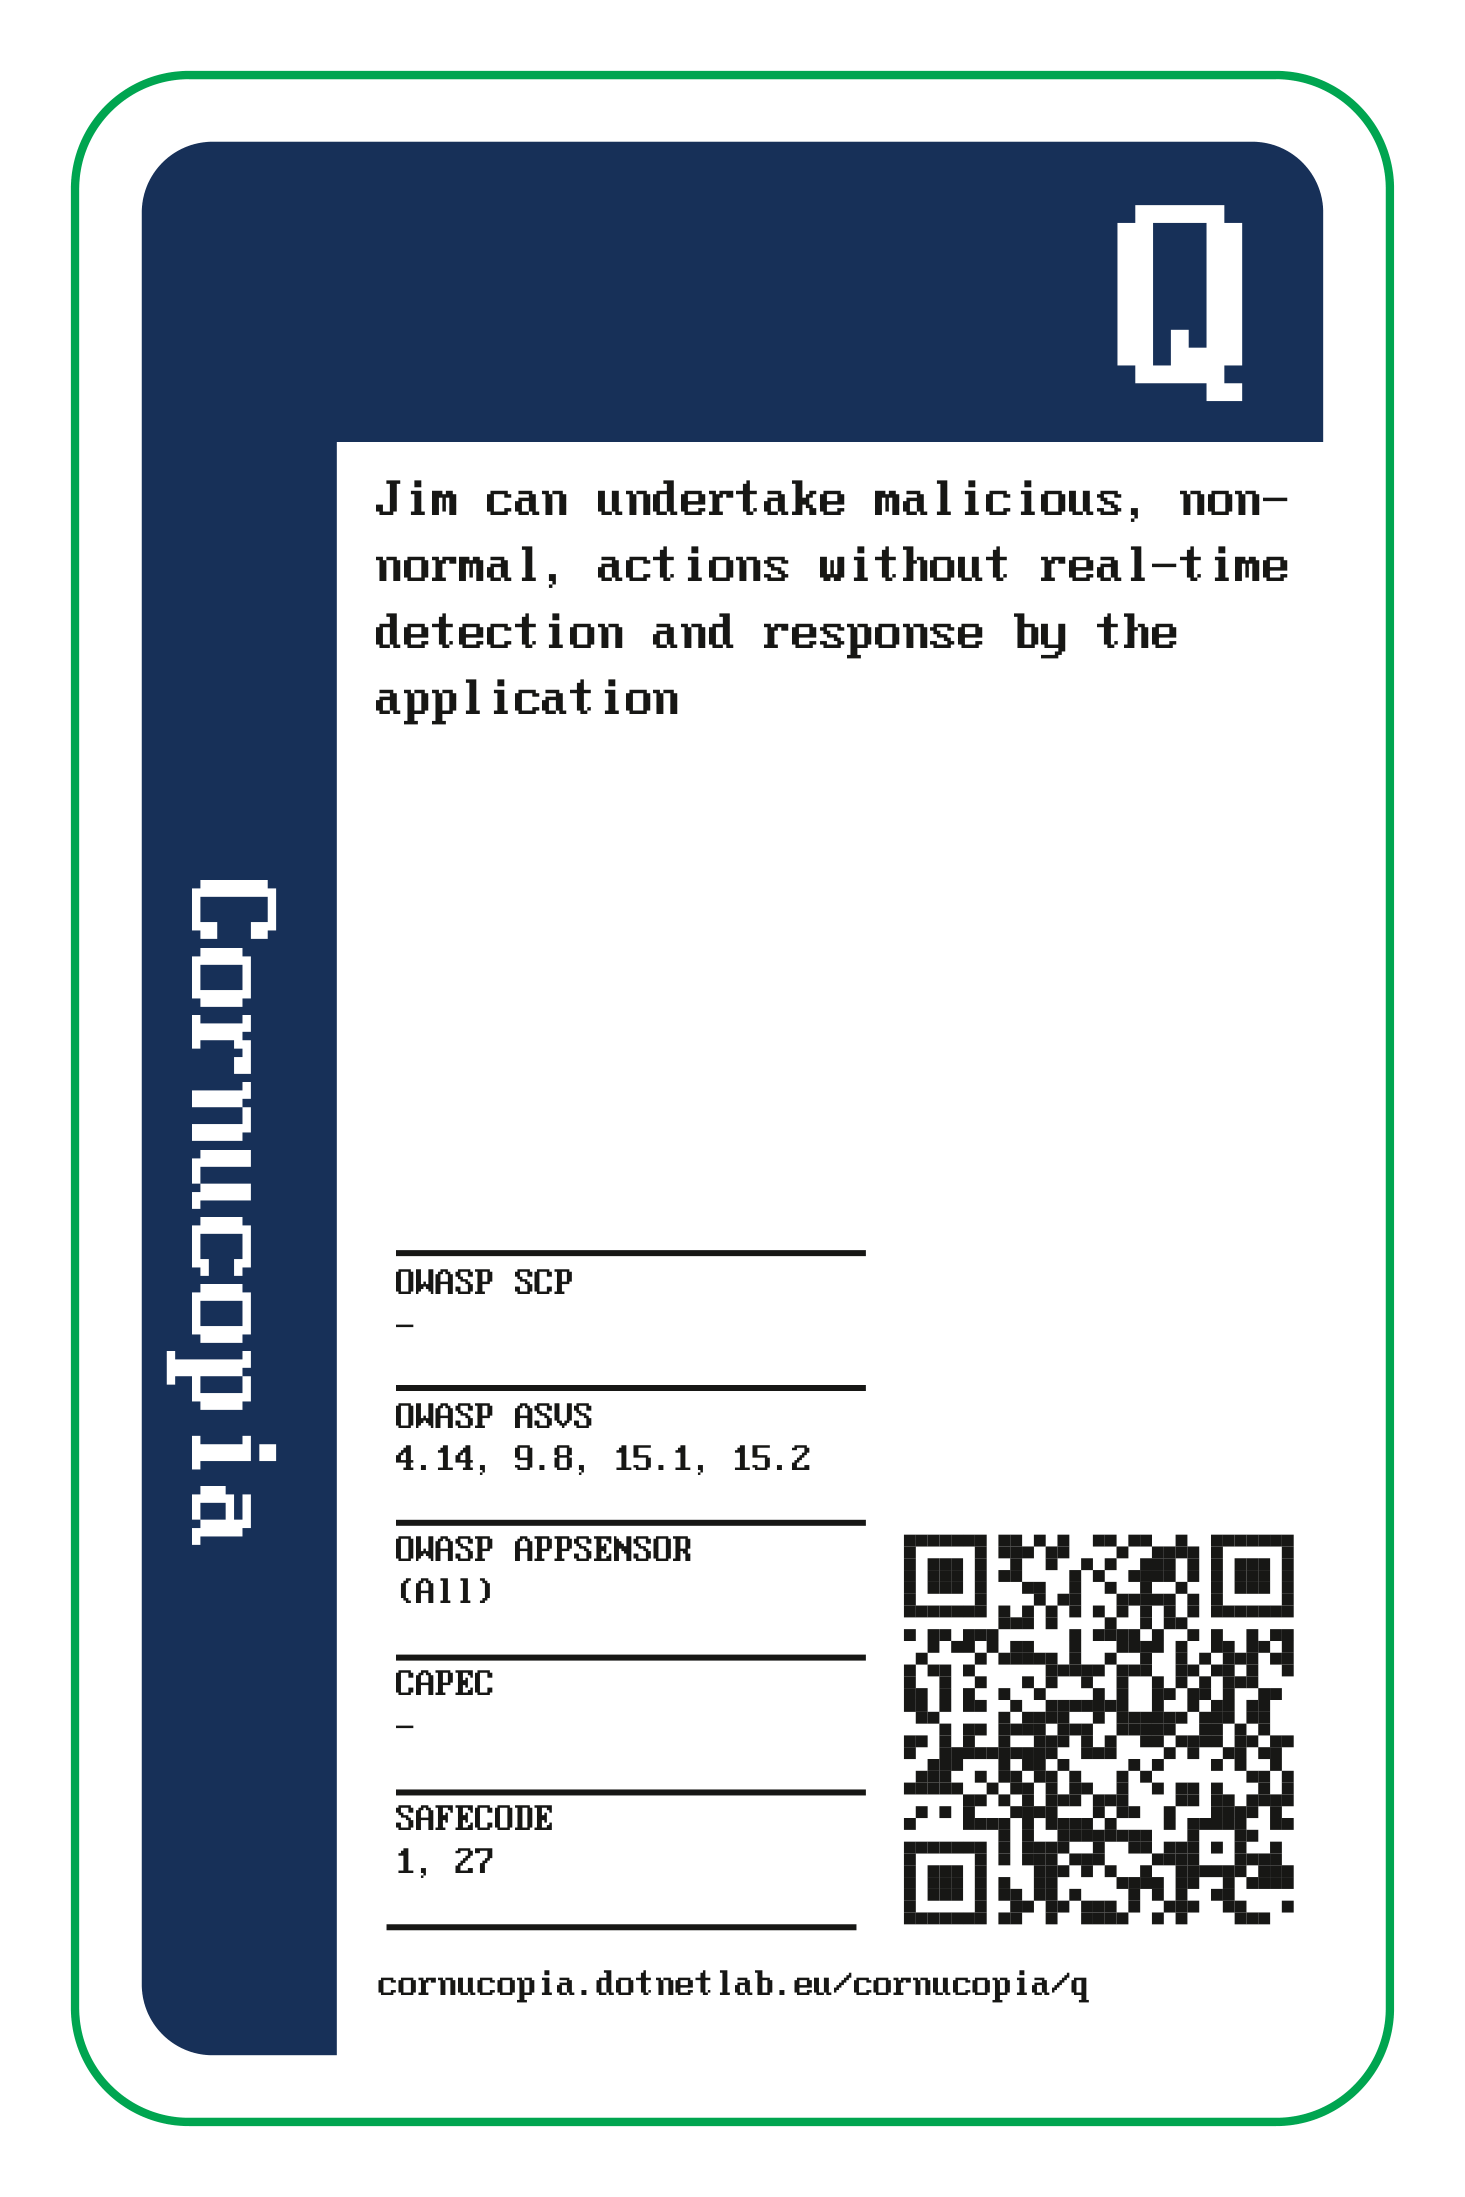 Q
Jim can undertake malicious, non-
normal, actions without real-time
detection and response by the
application
Cornucopia
OWASP SCP
-
OWASP ASVS
4.14, 9.8, 15.1, 15.2
OWASP APPSENSOR
(All)
CAPEC
-
SAFECODE
1, 27
cornucopia.dotnetlab.eu/cornucopia/q